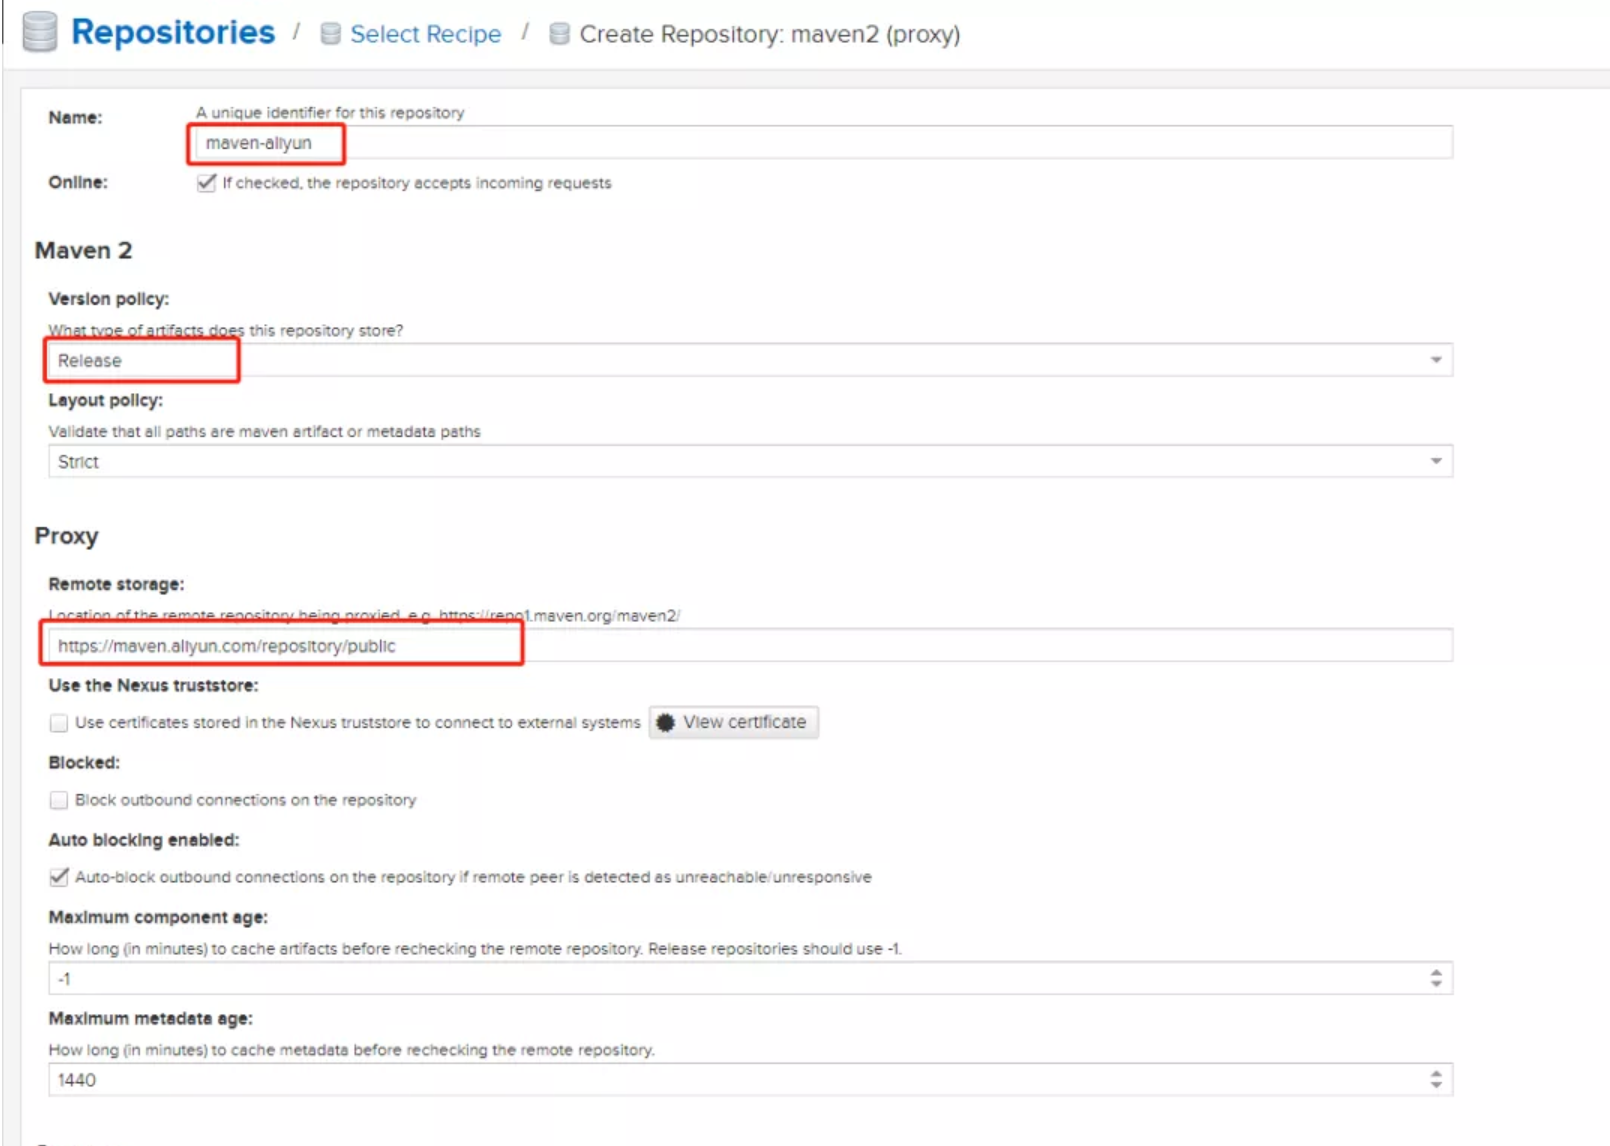 Repositories / Select Recipe / Create Repository: maven2 (proxy)
Name:
A unique identifier for this repository
maven-aliyun
Online:
If checked, the repository accepts incoming requests
Maven 2
Version policy:
What type of artifacts does this repository store?
Release
Layout policy:
Validate that all paths are maven artifact or metadata paths
Strict
Proxy
Remote storage:
Location of the remote repository being proxied, e.g. https://repo1.maven.org/maven2/
https://maven.aliyun.com/repository/public
Use the Nexus truststore:
Use certificates stored in the Nexus truststore to connect to external systems View certificate
Blocked:
Block outbound connections on the repository
Auto blocking enabled:
Auto-block outbound connections on the repository if remote peer is detected as unreachable/unresponsive
Maximum component age:
How long (in minutes) to cache artifacts before rechecking the remote repository. Release repositories should use -1.
-1
Maximum metadata age:
How long (in minutes) to cache metadata before rechecking the remote repository.
1440